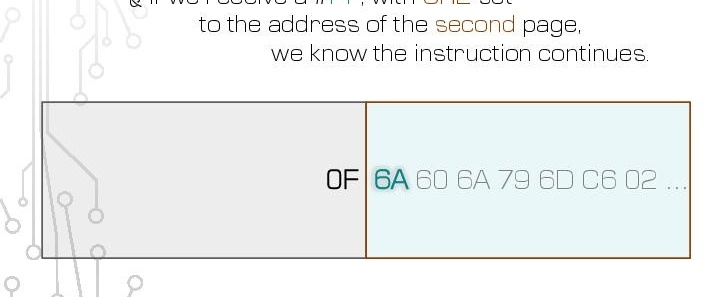 to the address of the second page,
we know the instruction continues.
0F 6A 60 6A 79 6D C6 02 ...